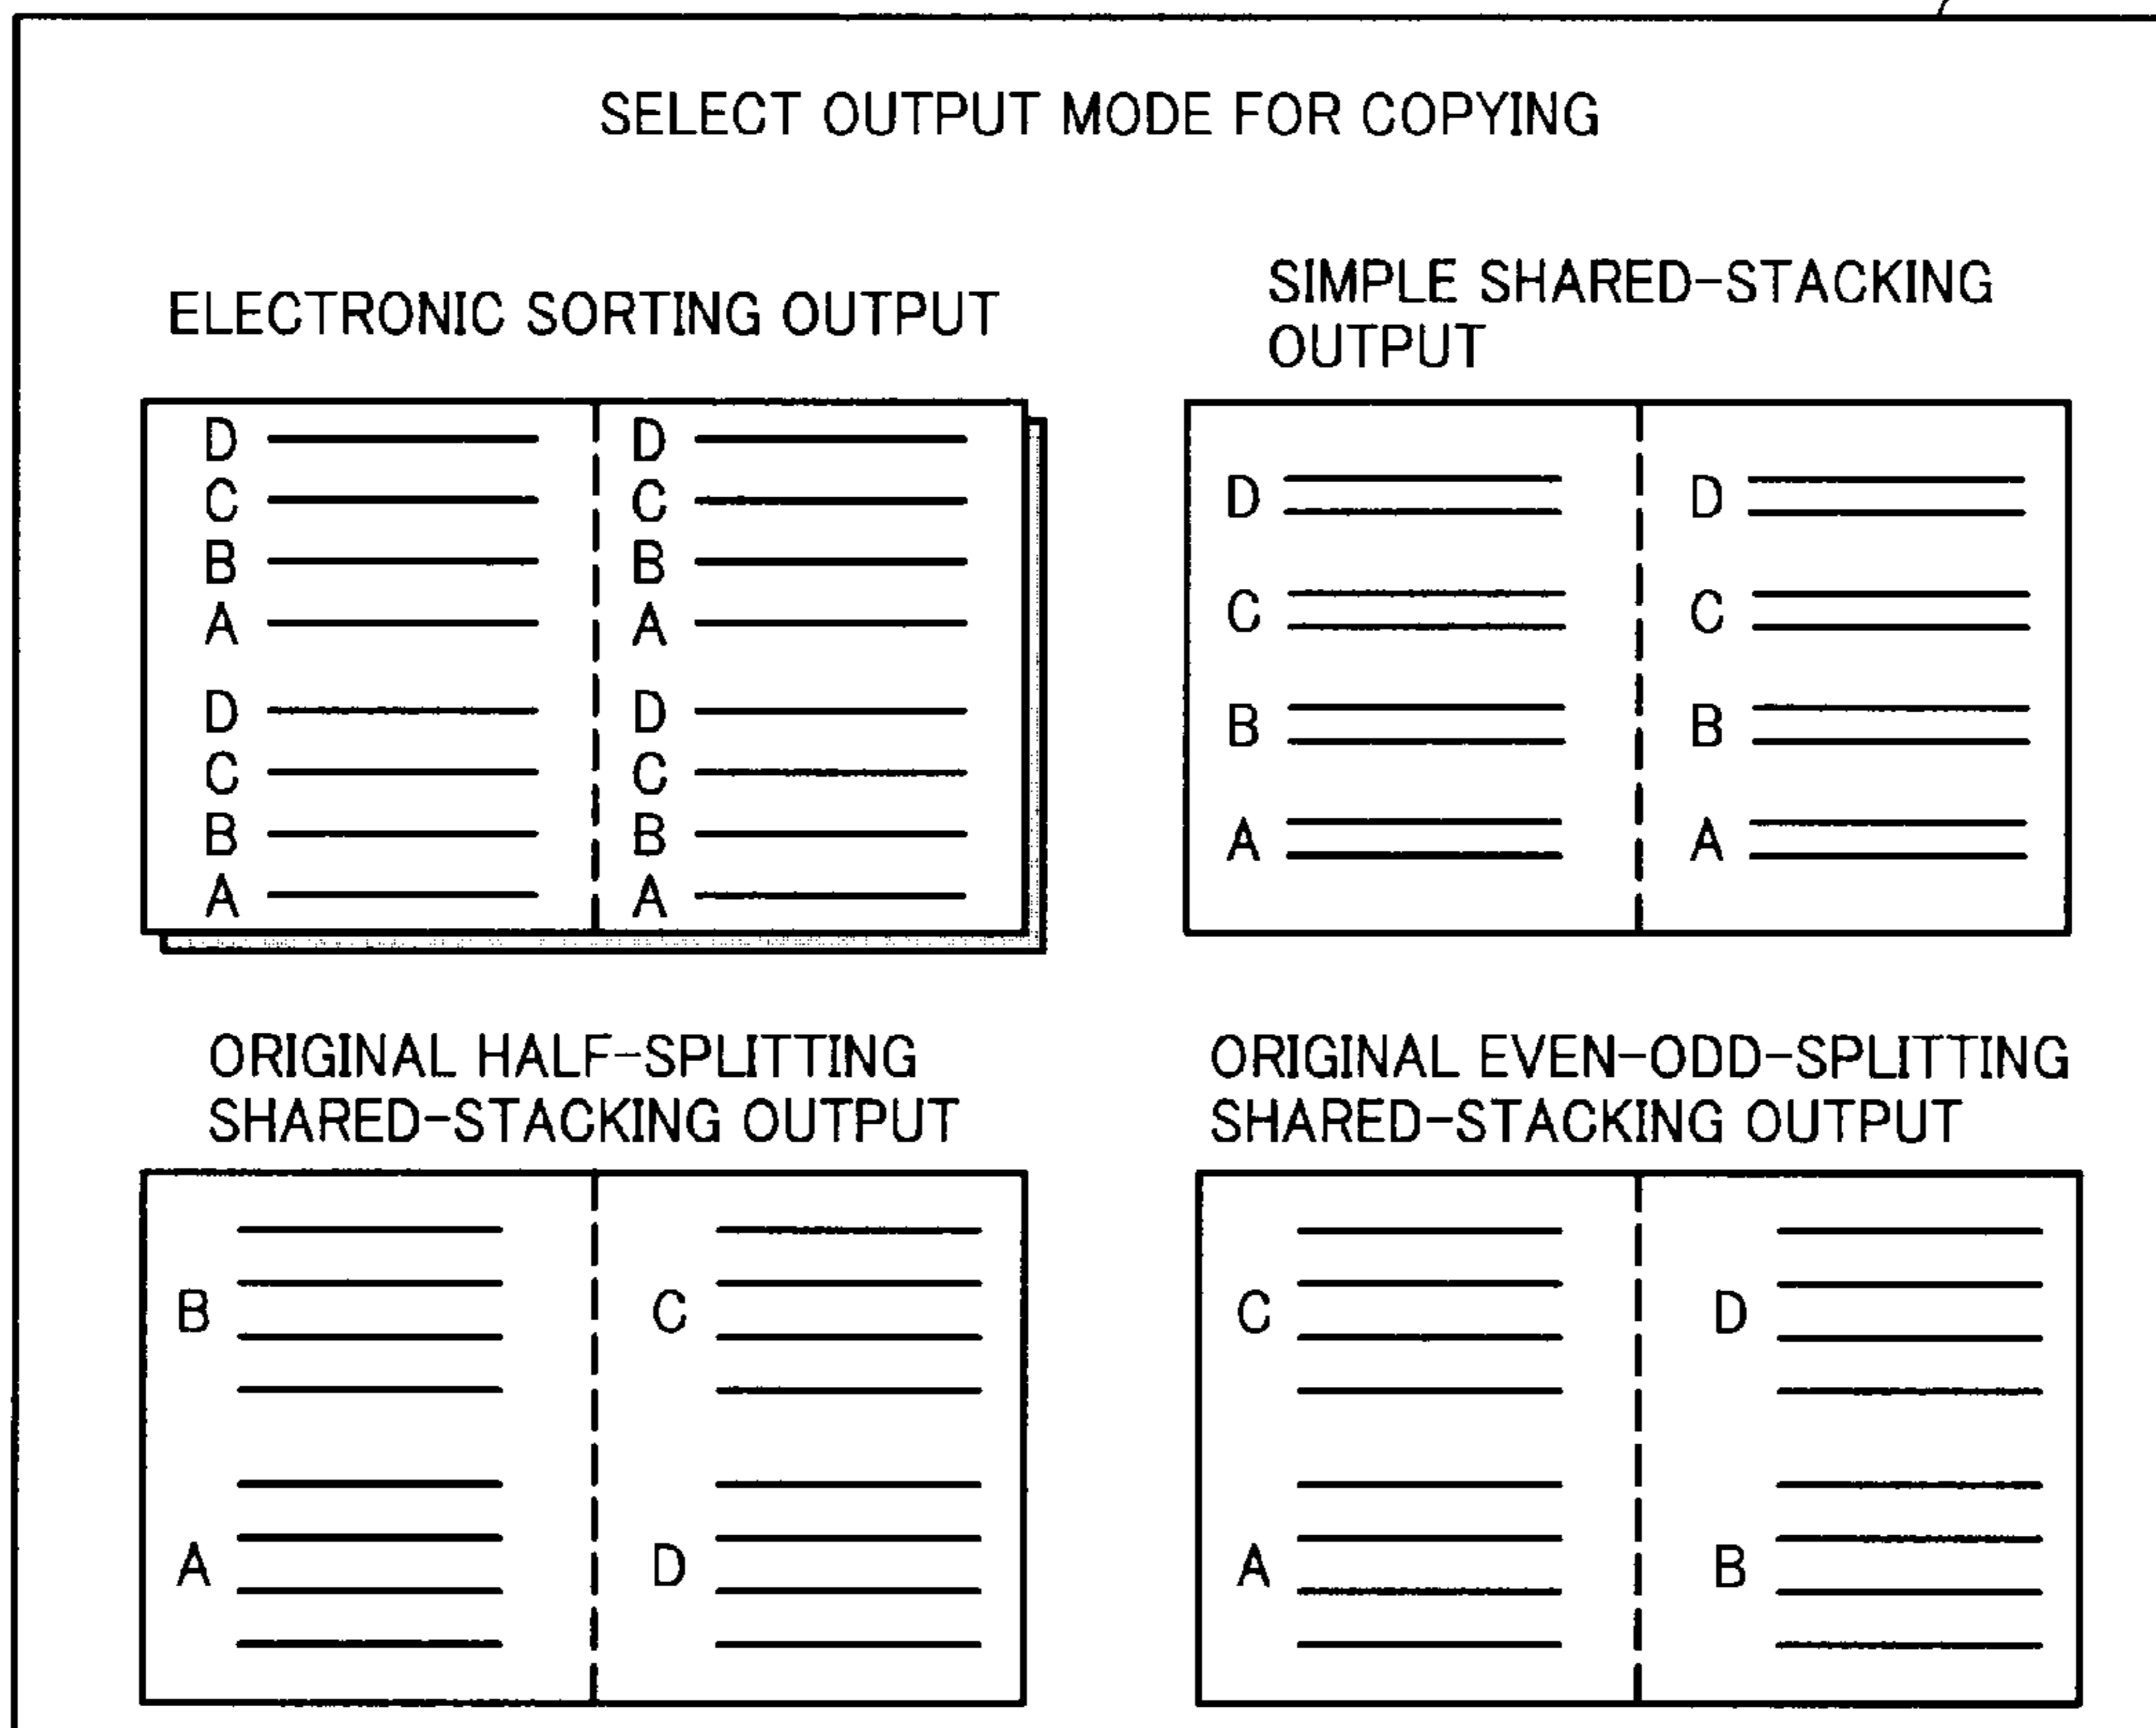 SELECT OUTPUT MODE FOR COPYING
ELECTRONIC SORTING OUTPUT
D D
C C
B B
A A
D D
C C
B B
A A
SIMPLE SHARED-STACKING
OUTPUT
D D
C C
B B
A A
ORIGINAL HALF-SPLITTING
SHARED-STACKING OUTPUT
B C
A D
ORIGINAL EVEN-ODD-SPLITTING
SHARED-STACKING OUTPUT
C D
A B